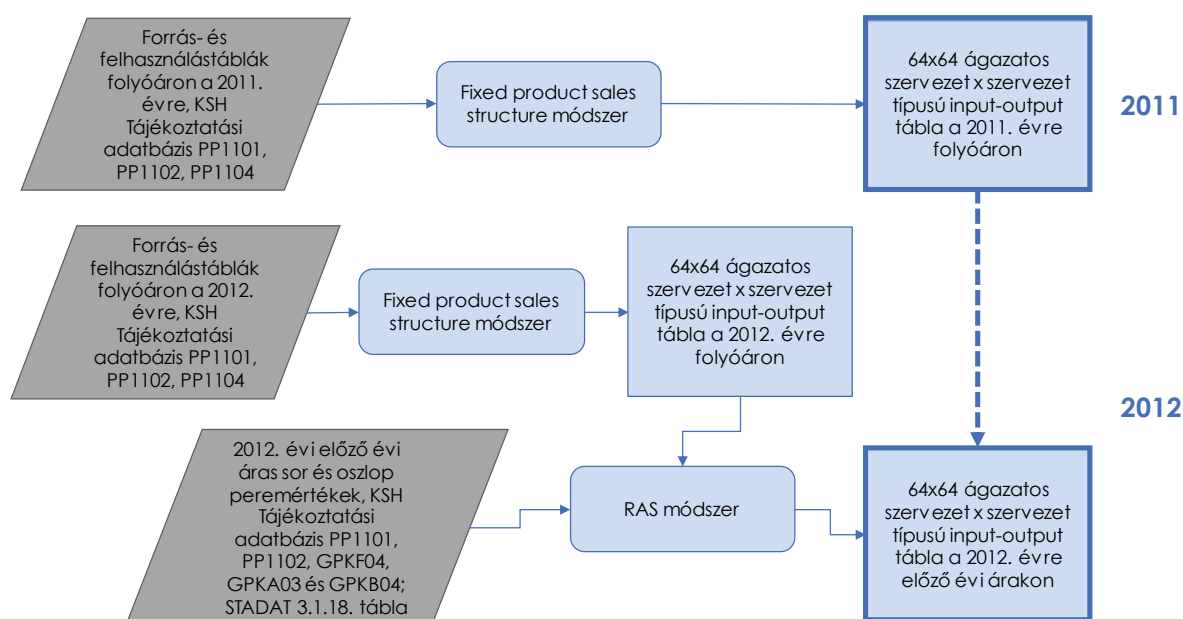 Forrás- és
felhasználástáblák
folyóáron a 2011.
évre, KSH
Tájékoztatási
adatbázis PP1101,
PP1102, PP1104
Fixed product sales
structure módszer
64x64 ágazatos
szervezet x szervezet
típusú input-output
tábla a 2011. évre
folyóáron
2011
Forrás- és
felhasználástáblák
folyóáron a 2012.
évre, KSH
Tájékoztatási
adatbázis PP1101,
PP1102, PP1104
Fixed product sales
structure módszer
64x64 ágazatos
szervezet x szervezet
típusú input-output
tábla a 2012. évre
folyóáron
2012
2012. évi előző évi
áras sor és oszlop
peremértékek, KSH
Tájékoztatási
adatbázis PP1101,
PP1102, GPKF04,
GPKA03 és GPKB04;
STADAT 3.1.18. tábla
RAS módszer
64x64 ágazatos
szervezet x szervezet
típusú input-output
tábla a 2012. évre
előző évi árakon